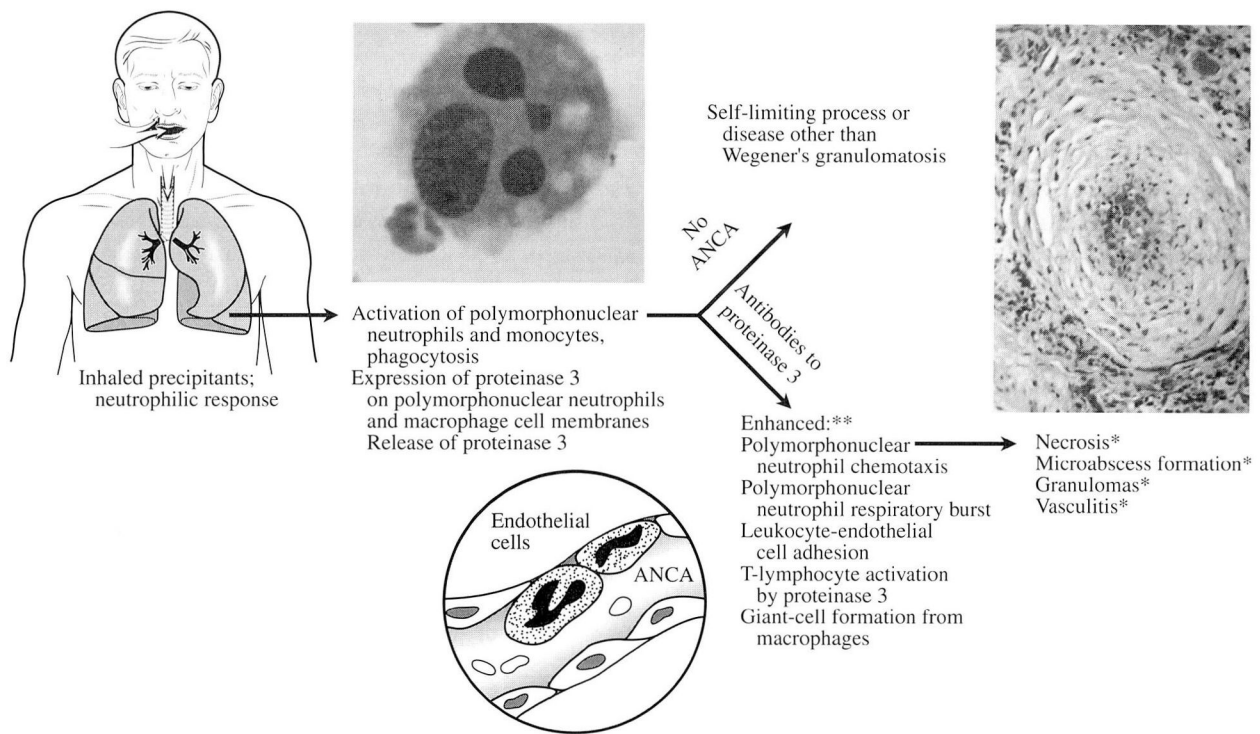 Inhaled precipitants;
neutrophilic response
Activation of polymorphonuclear
neutrophils and monocytes,
phagocytosis
Expression of proteinase 3
on polymorphonuclear neutrophils
and macrophage cell membranes
Release of proteinase 3
Endothelial
cells
ANCA
No
ANCA
Self-limiting process or
disease other than
Wegener's granulomatosis
Antibodies to
proteinase 3
Enhanced:**
Polymorphonuclear
neutrophil chemotaxis
Polymorphonuclear
neutrophil respiratory burst
Leukocyte-endothelial
cell adhesion
T-lymphocyte activation
by proteinase 3
Giant-cell formation from
macrophages
Necrosis*
Microabscess formation*
Granulomas*
Vasculitis*